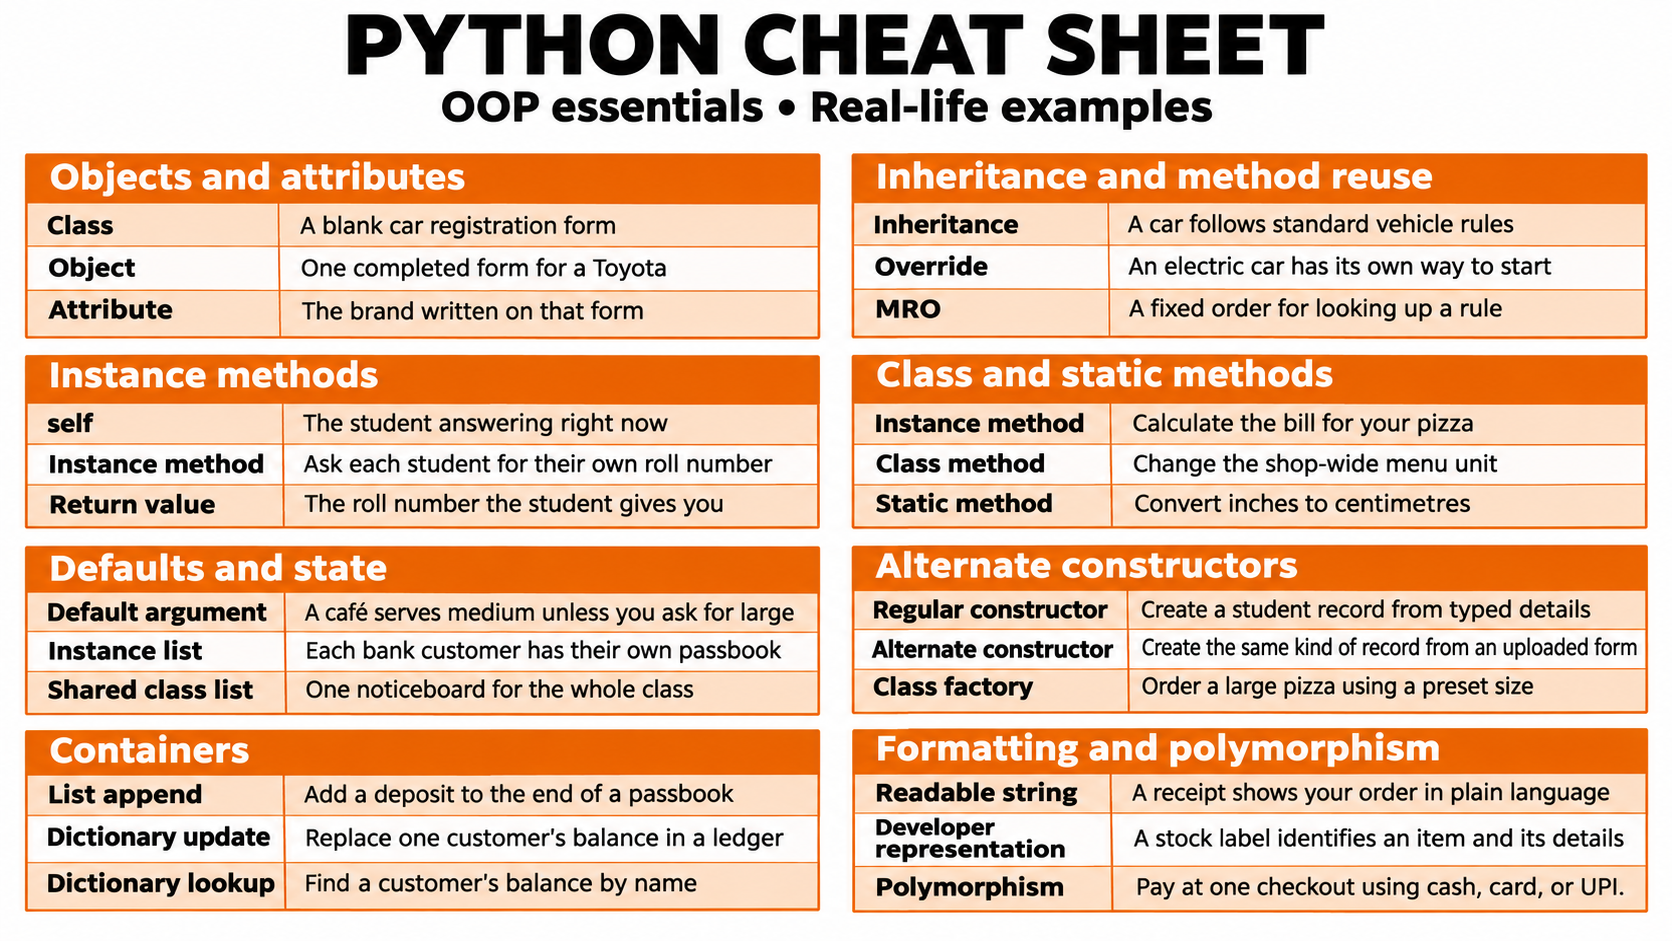 PYTHON CHEAT SHEET
OOP essentials • Real-life examples
Objects and attributes
Class A blank car registration form
Object One completed form for a Toyota
Attribute The brand written on that form
Instance methods
self The student answering right now
Instance method Ask each student for their own roll number
Return value The roll number the student gives you
Defaults and state
Default argument A café serves medium unless you ask for large
Instance list Each bank customer has their own passbook
Shared class list One noticeboard for the whole class
Containers
List append Add a deposit to the end of a passbook
Dictionary update Replace one customer's balance in a ledger
Dictionary lookup Find a customer's balance by name
Inheritance and method reuse
Inheritance A car follows standard vehicle rules
Override An electric car has its own way to start
MRO A fixed order for looking up a rule
Class and static methods
Instance method Calculate the bill for your pizza
Class method Change the shop-wide menu unit
Static method Convert inches to centimetres
Alternate constructors
Regular constructor Create a student record from typed details
Alternate constructor Create the same kind of record from an uploaded form
Class factory Order a large pizza using a preset size
Formatting and polymorphism
Readable string A receipt shows your order in plain language
Developer
representation A stock label identifies an item and its details
Polymorphism Pay at one checkout using cash, card, or UPI.